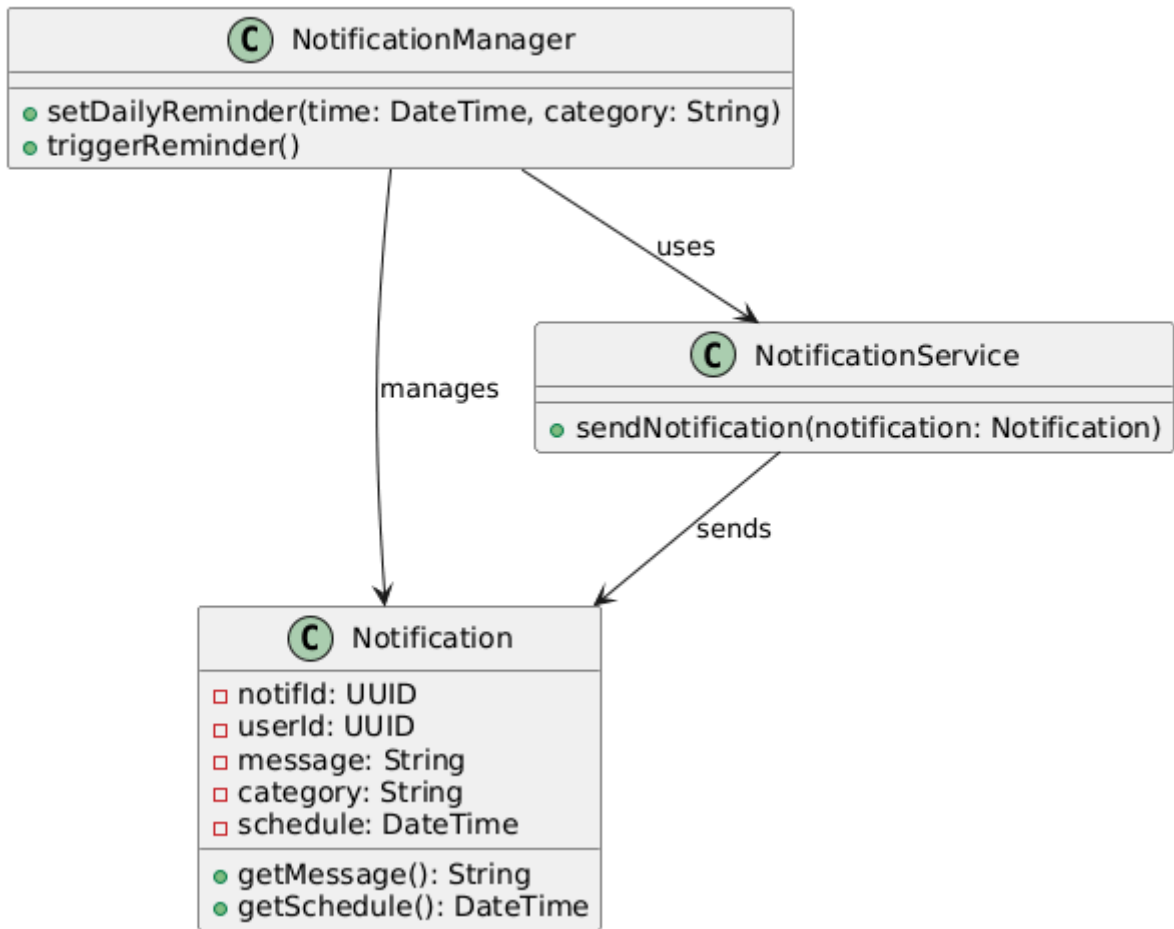 C NotificationManager
setDailyReminder(time: DateTime, category: String)
triggerReminder()
uses
C NotificationService
manages
sendNotification(notification: Notification)
sends
C Notification
notifId: UUID
userId: UUID
message: String
category: String
schedule: DateTime
getMessage(): String
getSchedule(): DateTime